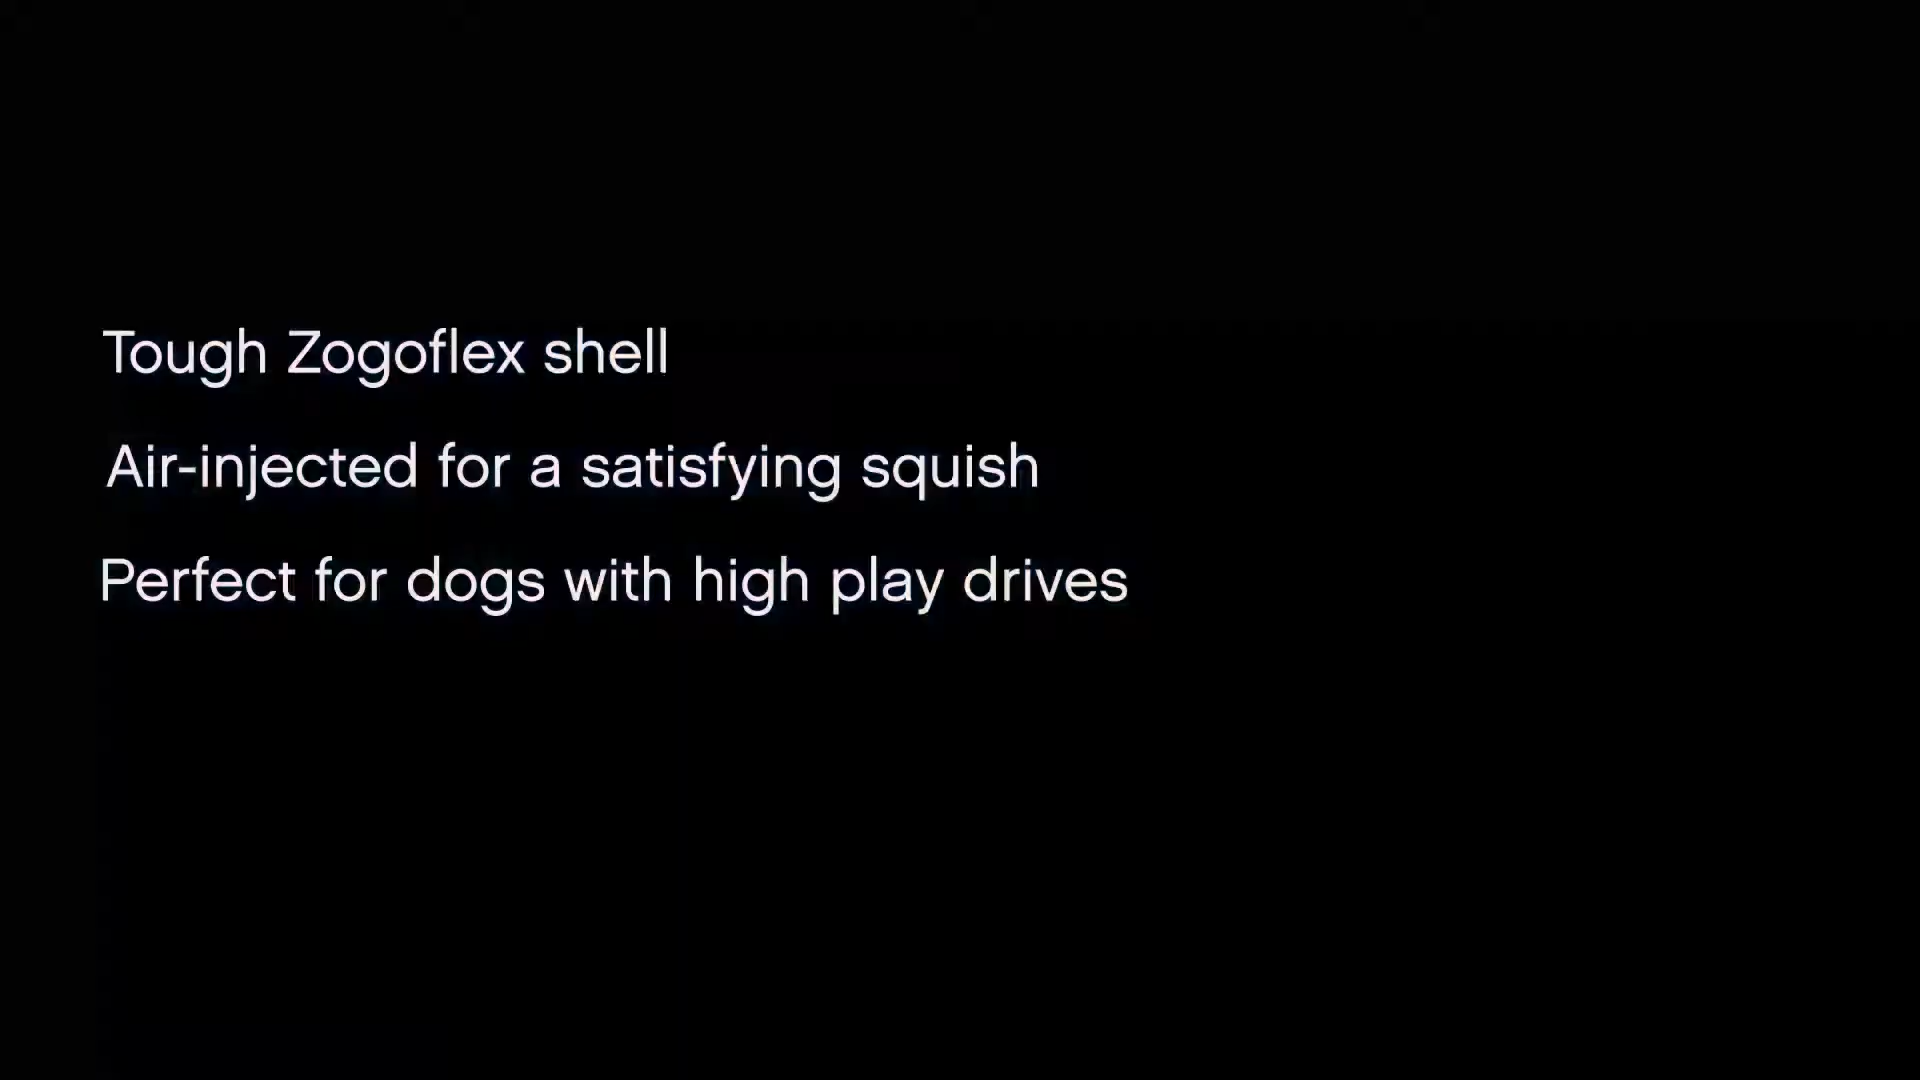 Tough Zogoflex shell
Air-injected for a satisfying squish
Perfect for dogs with high play drives